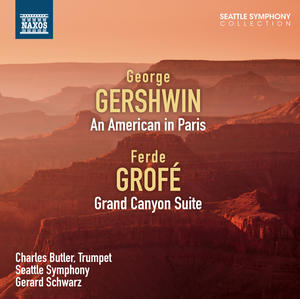 NAXOS
SEATTLE SYMPHONY
COLLECTION
George
GERSHWIN
An American in Paris
Ferde
GROFÉ
Grand Canyon Suite
Charles Butler, Trumpet
Seattle Symphony
Gerard Schwarz